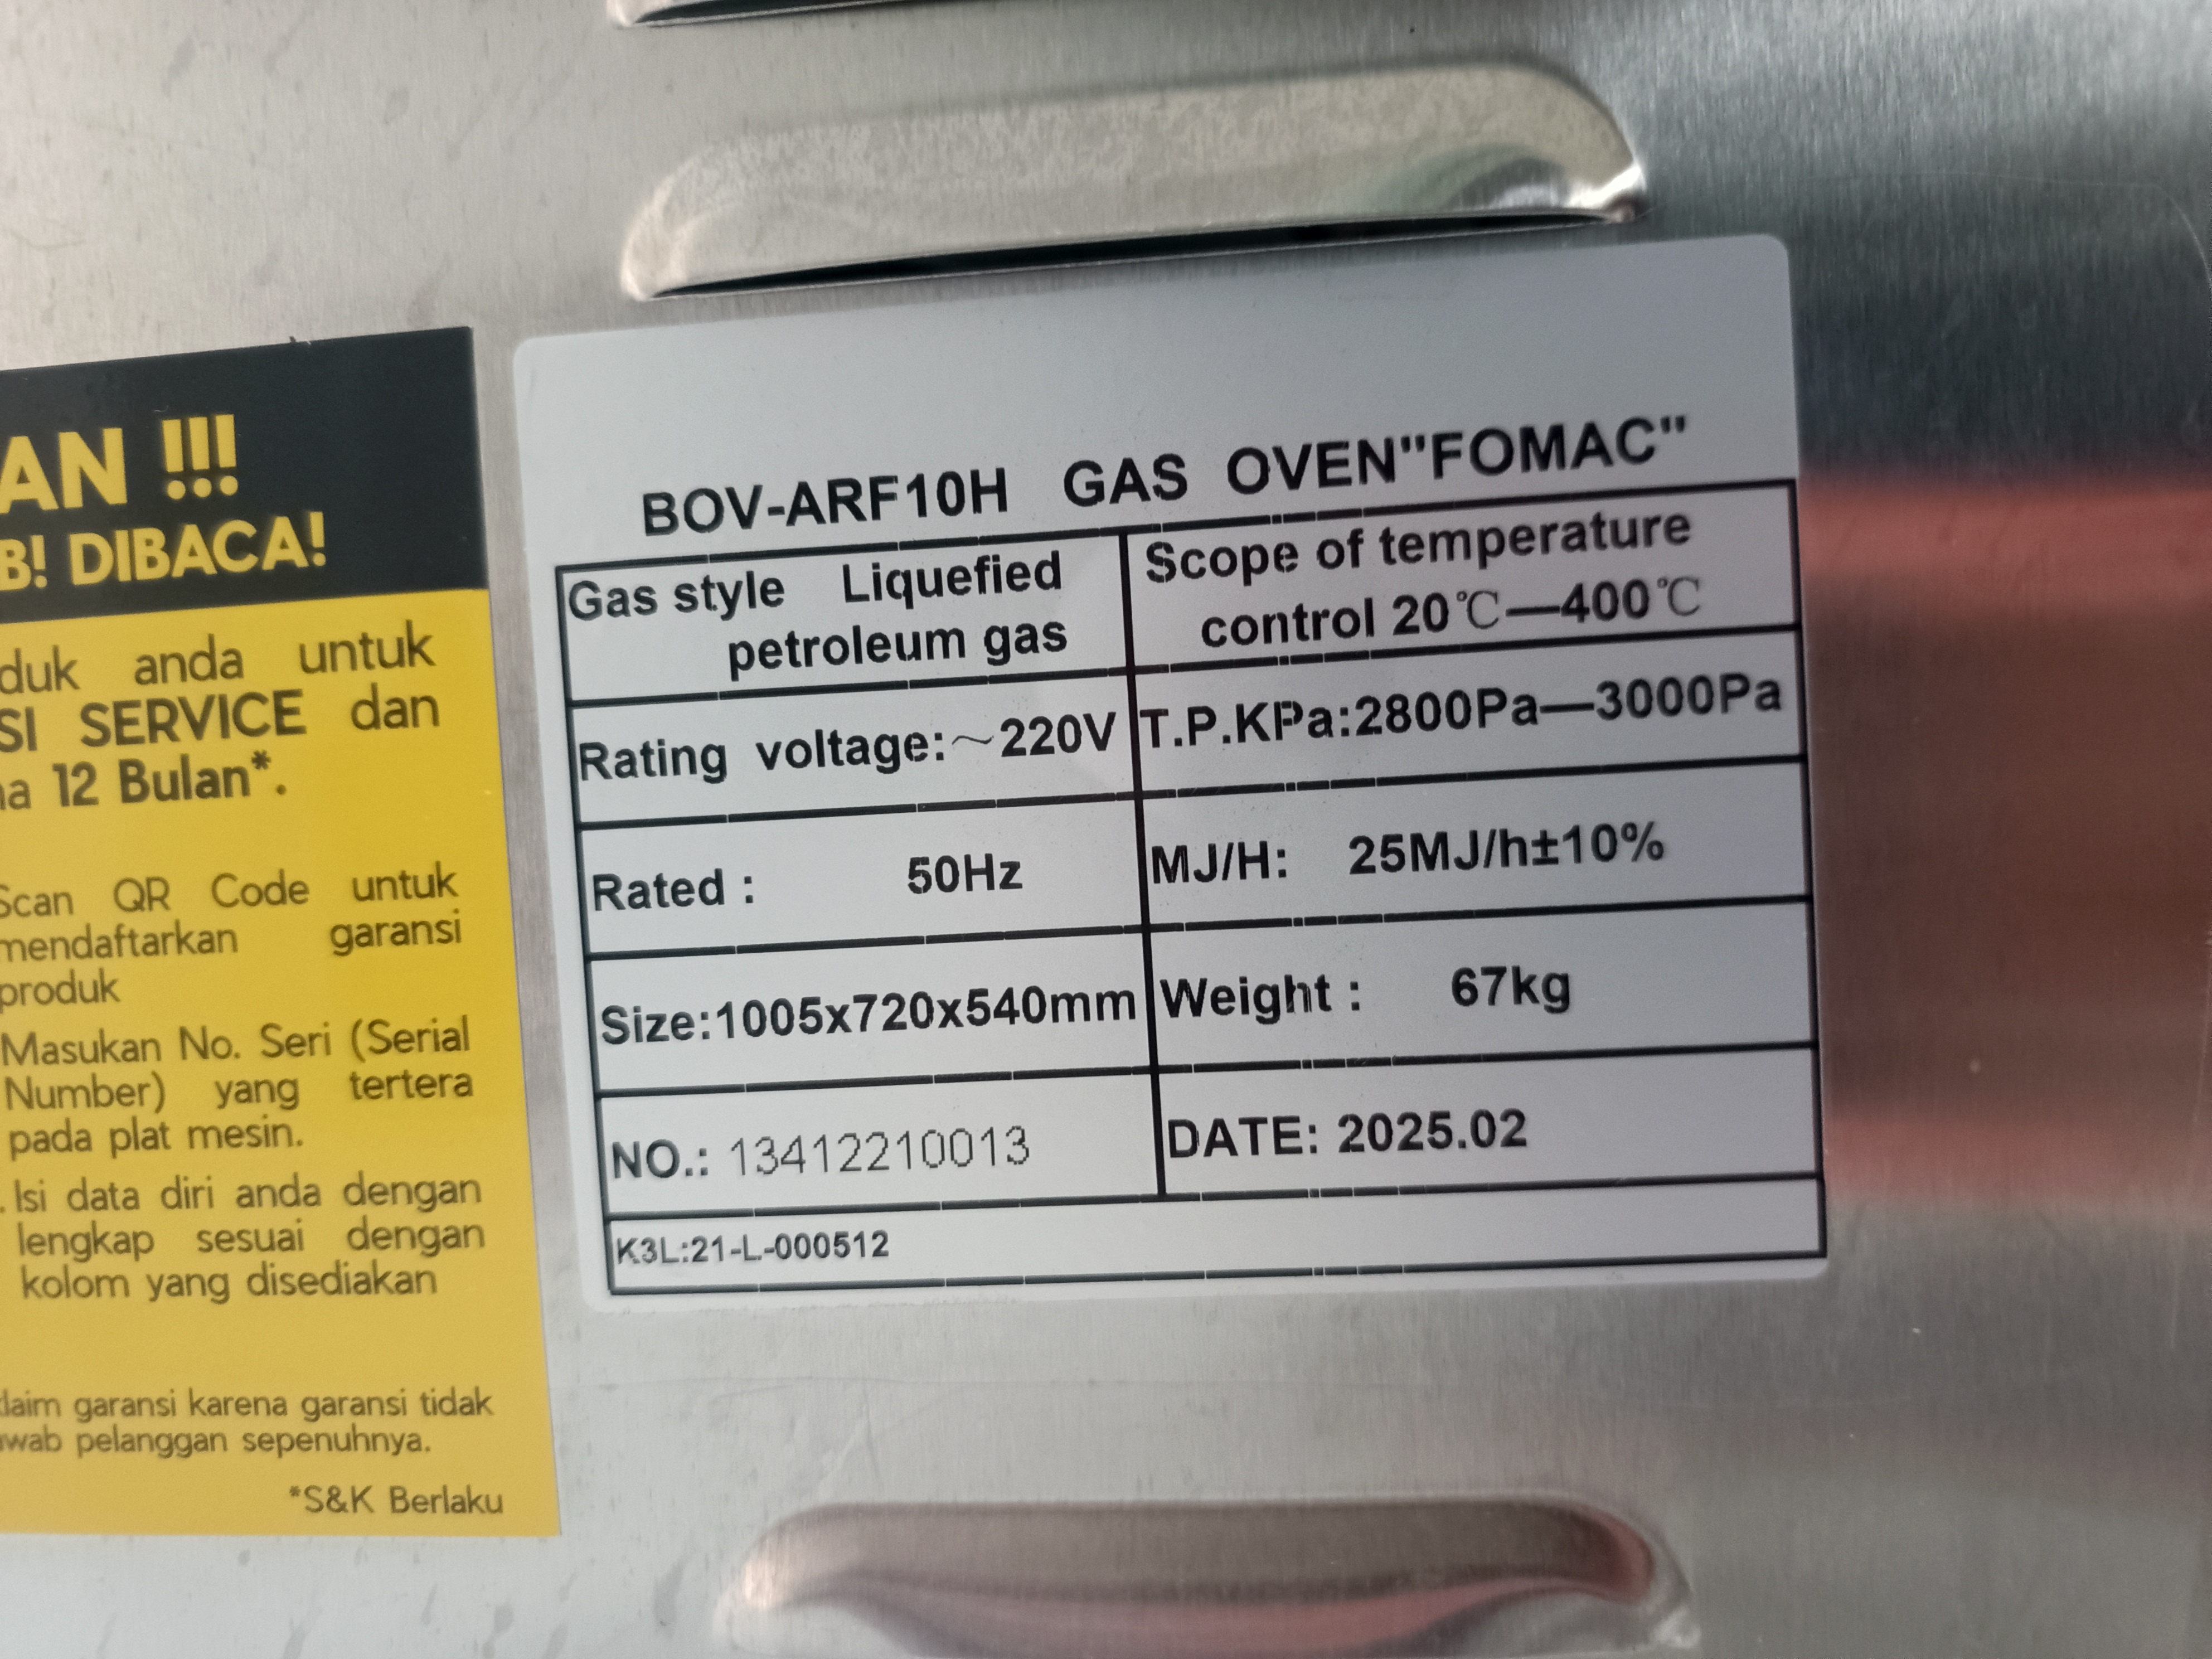 AN !!!
B! DIBACA!
duk anda untuk
SI SERVICE dan
12 Bulan*.
Scan QR Code untuk
mendaftarkan garansi
produk
Masukan No. Seri (Serial
Number) yang tertera
pada plat mesin.
. Isi data diri anda dengan
lengkap sesuai dengan
kolom yang disediakan
laim garansi karena garansi tidak
wab pelanggan sepenuhnya.
*S&K Berlaku
BOV-ARF10H GAS OVEN"FOMAC"
Gas style Liquefied
petroleum gas
Scope of temperature
control 20℃—400℃
Rating voltage:~220V
T.P.KPa:2800Pa—3000Pa
Rated : 50Hz
MJ/H: 25MJ/h±10%
Size:1005x720x540mm
Weight : 67kg
NO.: 13412210013
DATE: 2025.02
K3L:21-L-000512